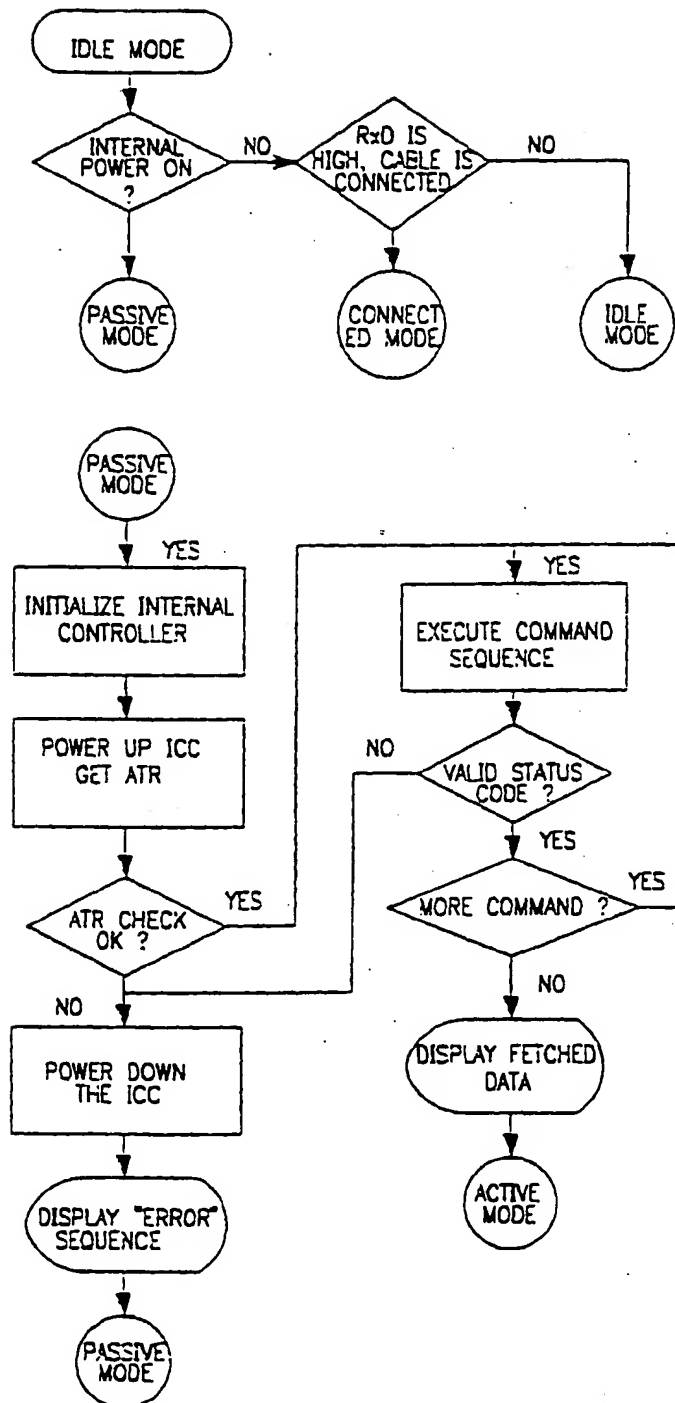 IDLE MODE
INTERNAL
POWER ON
?
NO
RxD IS
HIGH, CABLE IS
CONNECTED
NO
PASSIVE
MODE
CONNECT
ED MODE
IDLE
MODE
PASSIVE
MODE
YES
INITIALIZE INTERNAL
CONTROLLER
POWER UP ICC
GET ATR
ATR CHECK
OK ?
YES
NO
POWER DOWN
THE ICC
DISPLAY "ERROR"
SEQUENCE
PASSIVE
MODE
YES
EXECUTE COMMAND
SEQUENCE
NO
VALID STATUS
CODE ?
YES
MORE COMMAND ?
YES
NO
DISPLAY FETCHED
DATA
ACTIVE
MODE